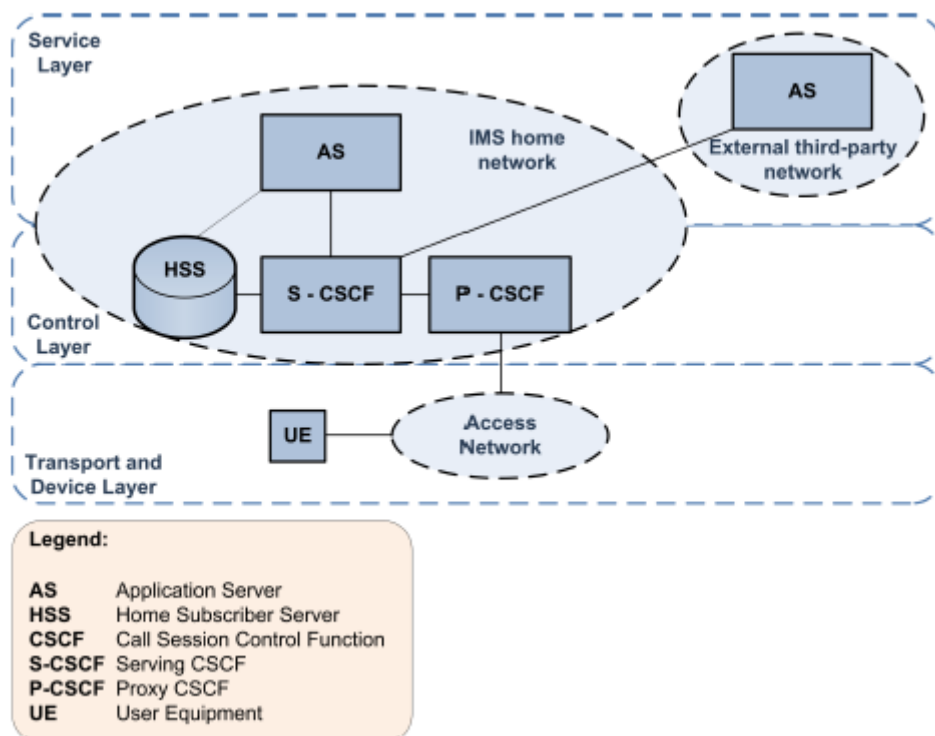 Service
Layer
AS
IMS home
network
AS
External third-party
network
HSS
S - CSCF
P - CSCF
Control
Layer
UE
Access
Network
Transport and
Device Layer
Legend:
AS Application Server
HSS Home Subscriber Server
CSCF Call Session Control Function
S-CSCF Serving CSCF
P-CSCF Proxy CSCF
UE User Equipment